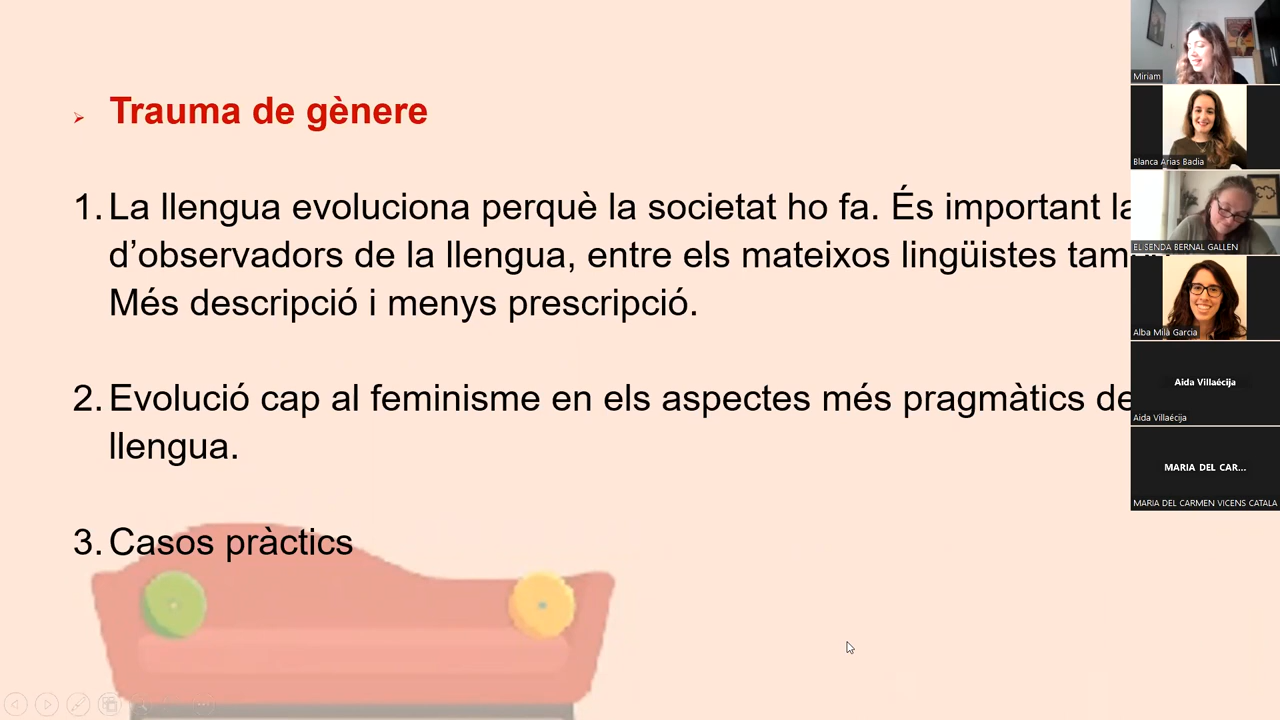 Trauma de gènere
1. La llengua evoluciona perquè la societat ho fa. És important la
d’observadors de la llengua, entre els mateixos lingüistes
Més descripció i menys prescripció.
2. Evolució cap al feminisme en els aspectes més pragmàtics de
llengua.
3. Casos pràctics
Miriam
Blanca Arias Badia
ELISENDA BERNAL GALLEN
Alba Milà Garcia
Aida Villaécija
Aida Villaécija
MARIA DEL CAR...
MARIA DEL CARMEN VICENS CATALA